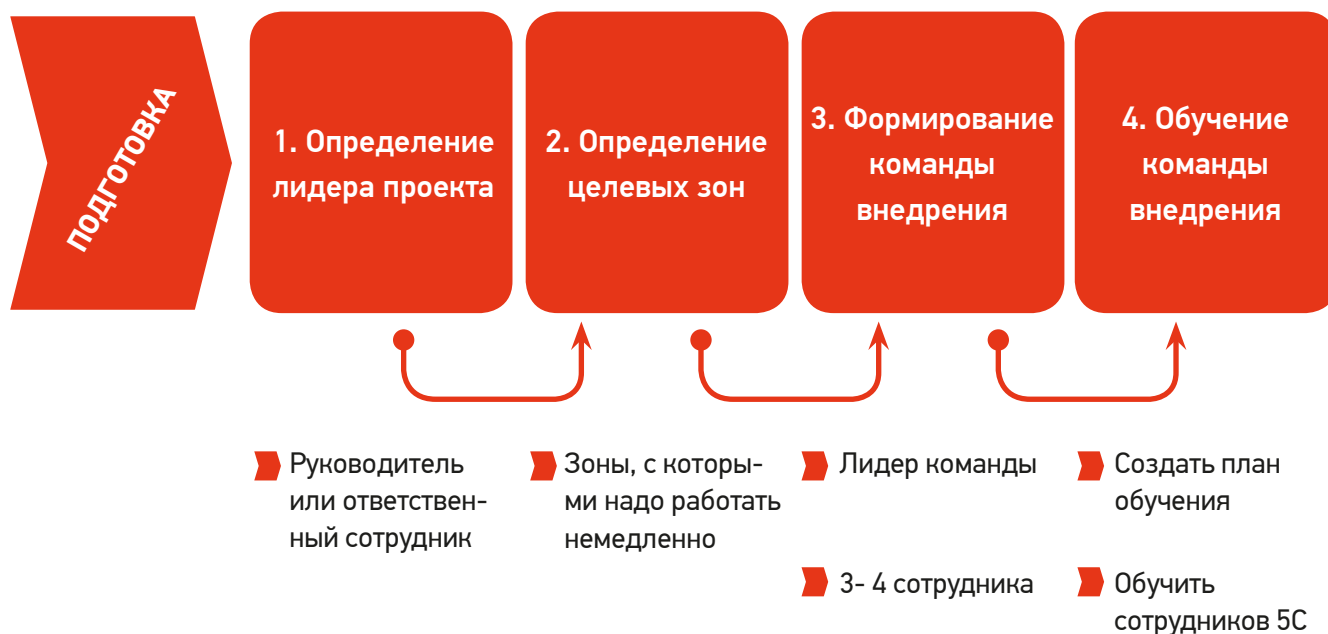 ПОДГОТОВКА
1. Определение
лидера проекта
2. Определение
целевых зон
3. Формирование
команды
внедрения
4. Обучение
команды
внедрения
Руководитель
или ответствен-
ный сотрудник
Зоны, с которы-
ми надо работать
немедленно
Лидер команды
3- 4 сотрудника
Создать план
обучения
Обучить
сотрудников 5С